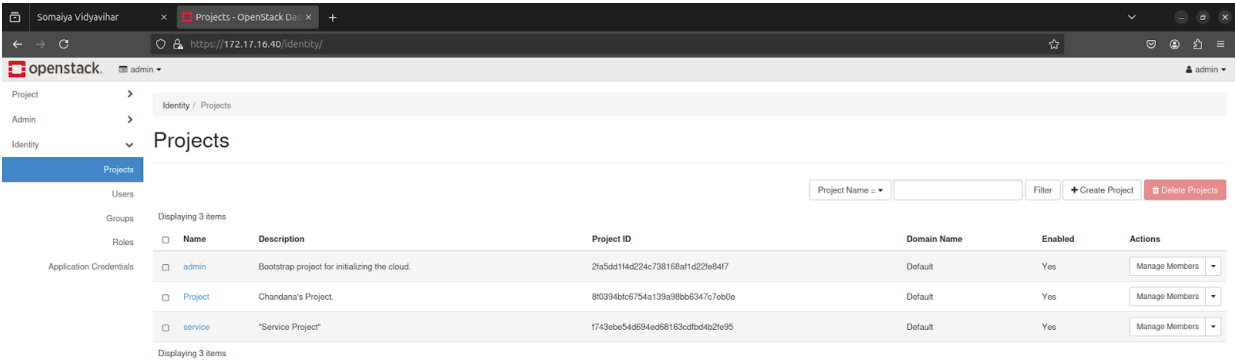 Somaiya Vidyavihar
Projects - OpenStack Das
https://172.17.16.40/identity/
openstack. admin
admin
Project
Admin
Identity
Projects
Users
Groups
Roles
Application Credentials
Identity / Projects
Projects
Project Name = Filter +Create Project Delete Projects
Displaying 3 items
Name Description Project ID Domain Name Enabled Actions
admin Bootstrap project for initializing the cloud. 2fa5dd1f4d224c738168af1d22fe84f7 Default Yes Manage Members
Project Chandana's Project. 8f0394bfc6754a139a98bb6347c7eb0e Default Yes Manage Members
service "Service Project" f743ebe54d694ed68163cdfbd4b2fe95 Default Yes Manage Members
Displaying 3 items